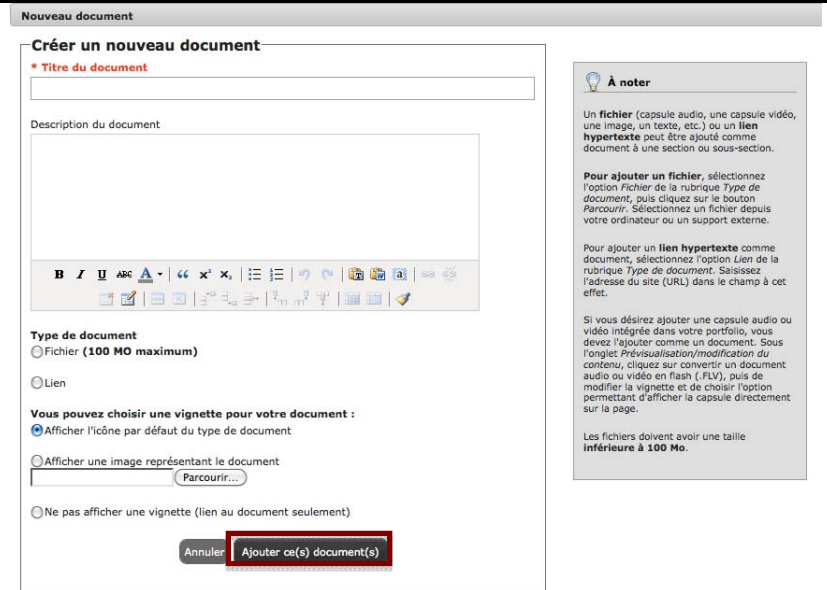 Nouveau document
Créer un nouveau document
* Titre du document
Description du document
B I U ABC A “ x² x₂
Type de document
Fichier (100 MO maximum)
Lien
Vous pouvez choisir une vignette pour votre document :
Afficher l'icône par défaut du type de document
Afficher une image représentant le document
Parcourir...
Ne pas afficher une vignette (lien au document seulement)
Annuler Ajouter ce(s) document(s)
À noter
Un fichier (capsule audio, une capsule vidéo,
une image, un texte, etc.) ou un lien
hypertexte peut être ajouté comme
document à une section ou sous-section.
Pour ajouter un fichier, sélectionnez
l'option Fichier de la rubrique Type de
document, puis cliquez sur le bouton
Parcourir. Sélectionnez un fichier depuis
votre ordinateur ou un support externe.
Pour ajouter un lien hypertexte comme
document, sélectionnez l'option Lien de la
rubrique Type de document. Saisissez
l'adresse du site (URL) dans le champ à cet
effet.
Si vous désirez ajouter une capsule audio ou
vidéo intégrée dans votre portfolio, vous
devez l'ajouter comme un document. Sous
l'onglet Prévisualisation/modification du
contenu, cliquez sur convertir un document
audio ou vidéo en flash (.FLV), puis de
modifier la vignette et de choisir l'option
permettant d'afficher la capsule directement
sur la page.
Les fichiers doivent avoir une taille
inférieure à 100 Mo.